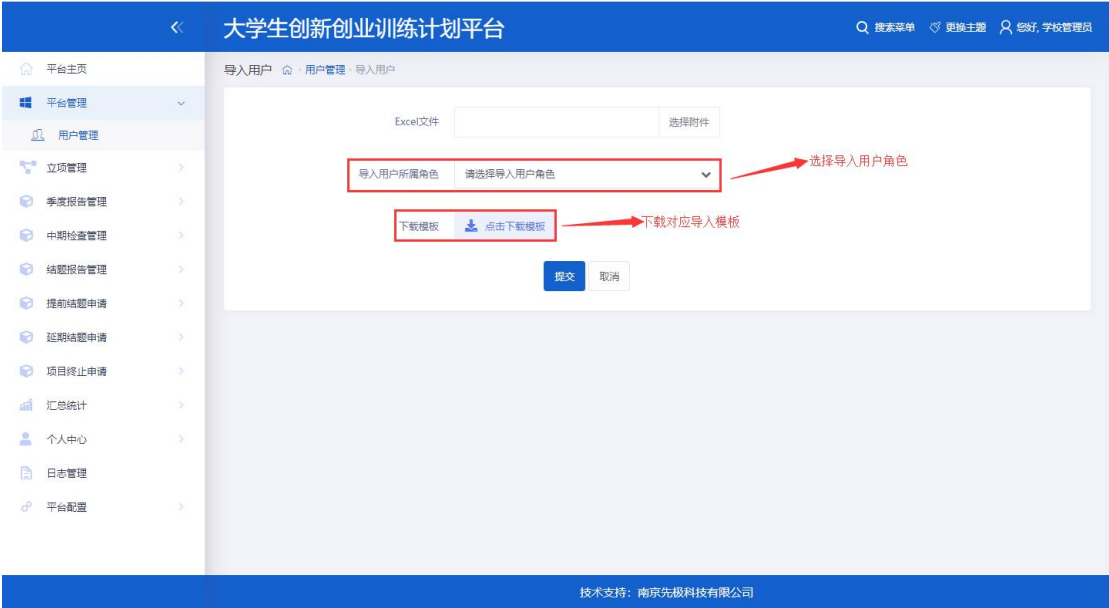 大学生创新创业训练计划平台
搜索菜单 更换主题 您好, 学校管理员
平台主页
平台管理
用户管理
立项管理
季度报告管理
中期检查管理
结题报告管理
提前结题申请
延期结题申请
项目终止申请
汇总统计
个人中心
日志管理
平台配置
导入用户 用户管理 导入用户
Excel文件 选择附件
导入用户所属角色 请选择导入用户角色
选择导入用户角色
下载模板 点击下载模板
下载对应导入模板
提交 取消
技术支持：南京先极科技有限公司